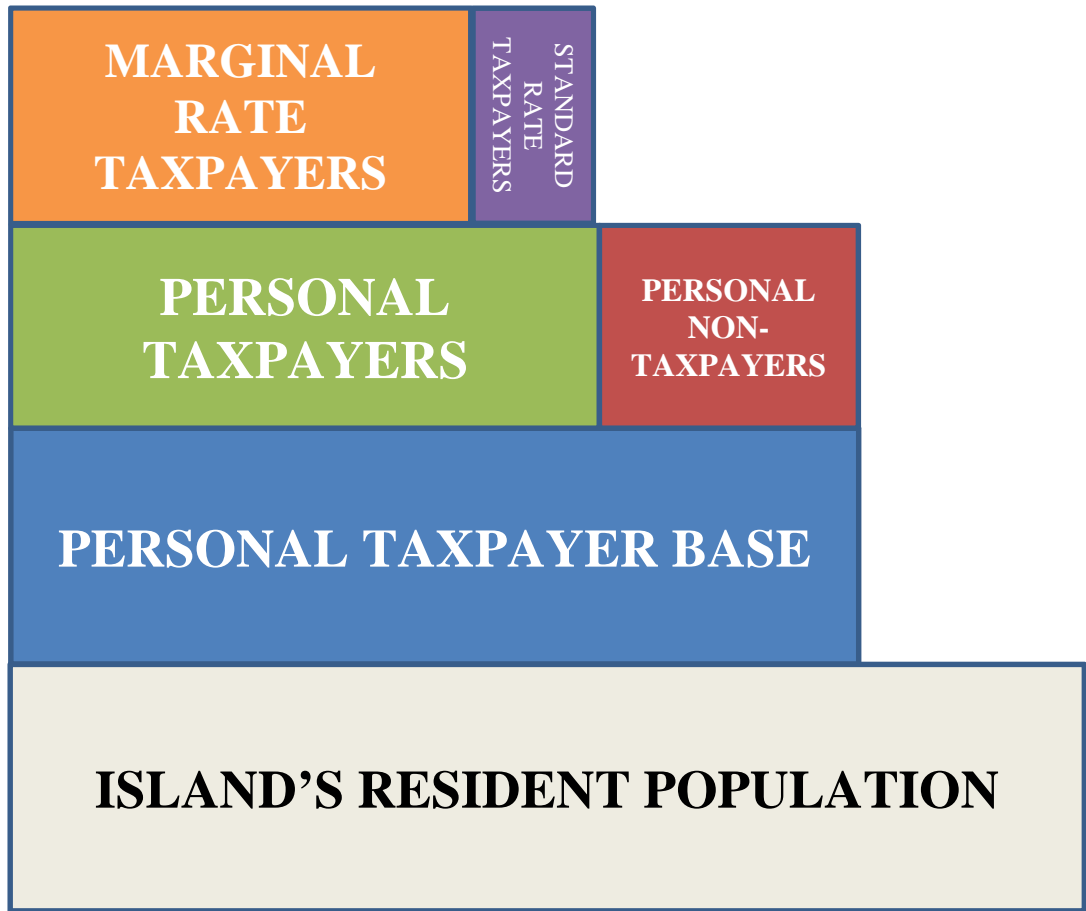 MARGINAL
RATE
TAXPAYERS
STANDARD
RATE
TAXPAYERS
PERSONAL
TAXPAYERS
PERSONAL
NON-
TAXPAYERS
PERSONAL TAXPAYER BASE
ISLAND’S RESIDENT POPULATION